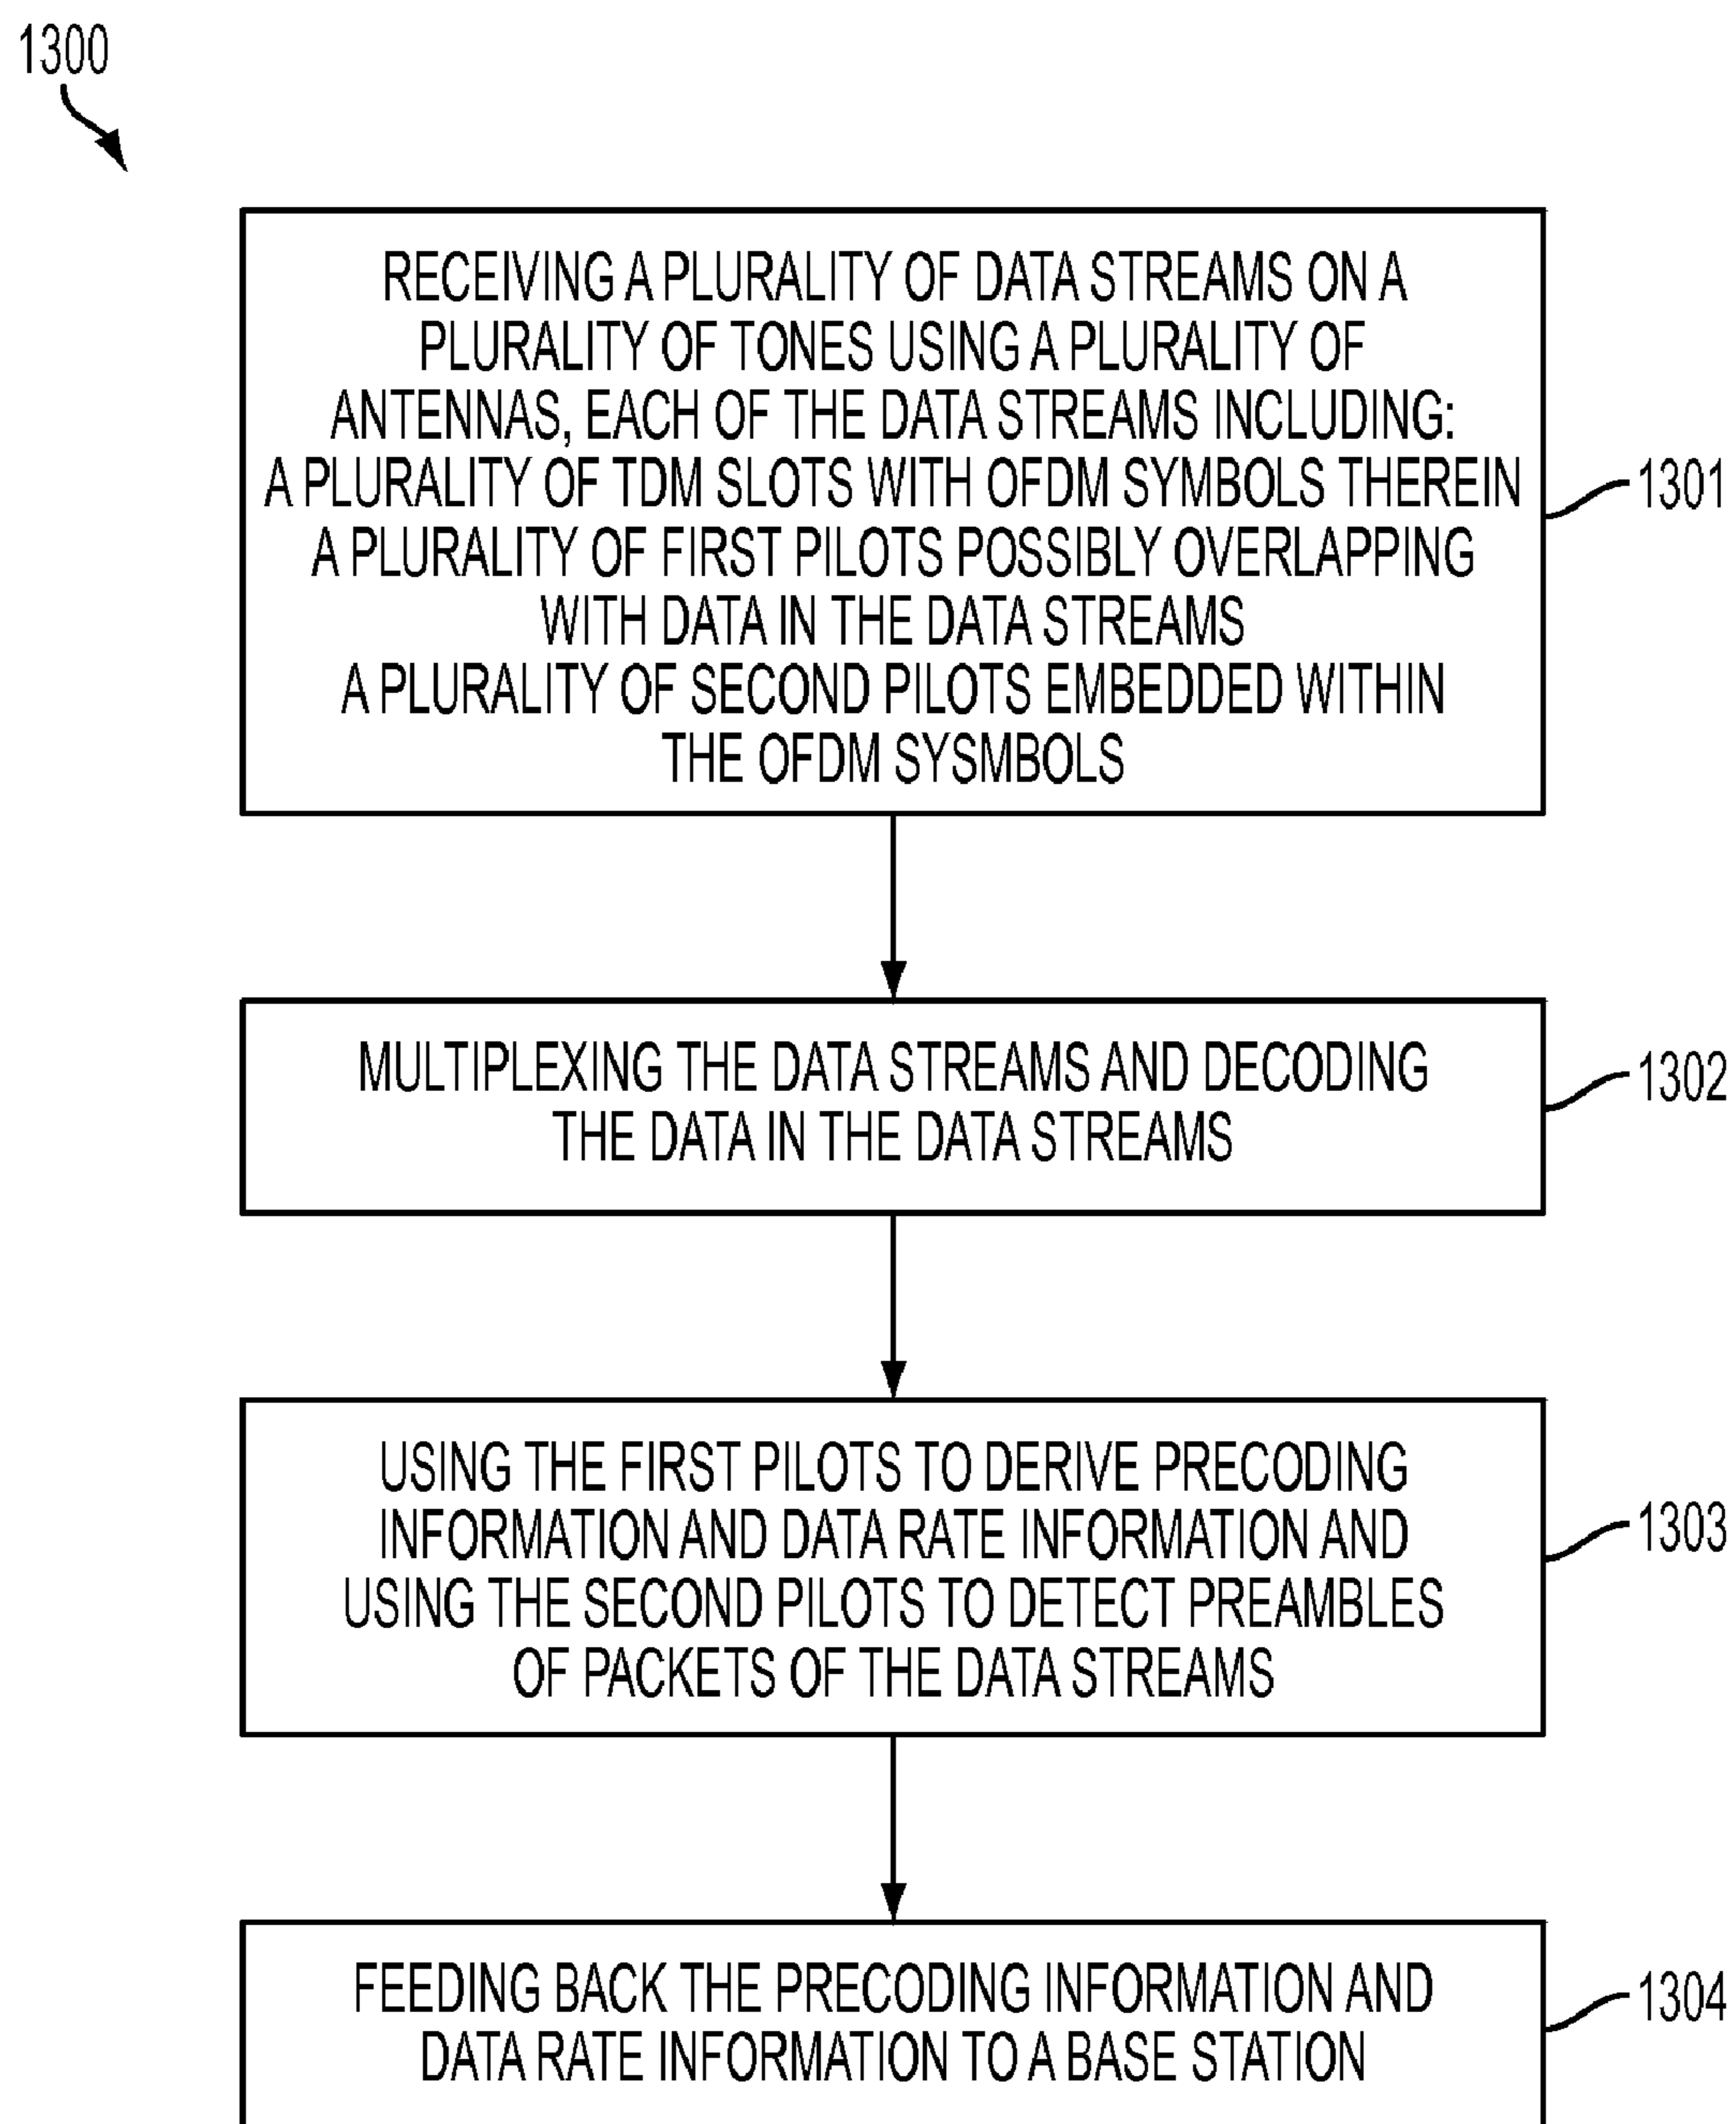 1300
RECEIVING A PLURALITY OF DATA STREAMS ON A
PLURALITY OF TONES USING A PLURALITY OF
ANTENNAS, EACH OF THE DATA STREAMS INCLUDING:
A PLURALITY OF TDM SLOTS WITH OFDM SYMBOLS THEREIN
A PLURALITY OF FIRST PILOTS POSSIBLY OVERLAPPING
WITH DATA IN THE DATA STREAMS
A PLURALITY OF SECOND PILOTS EMBEDDED WITHIN
THE OFDM SYSMBOLS
1301
MULTIPLEXING THE DATA STREAMS AND DECODING
THE DATA IN THE DATA STREAMS
1302
USING THE FIRST PILOTS TO DERIVE PRECODING
INFORMATION AND DATA RATE INFORMATION AND
USING THE SECOND PILOTS TO DETECT PREAMBLES
OF PACKETS OF THE DATA STREAMS
1303
FEEDING BACK THE PRECODING INFORMATION AND
DATA RATE INFORMATION TO A BASE STATION
1304